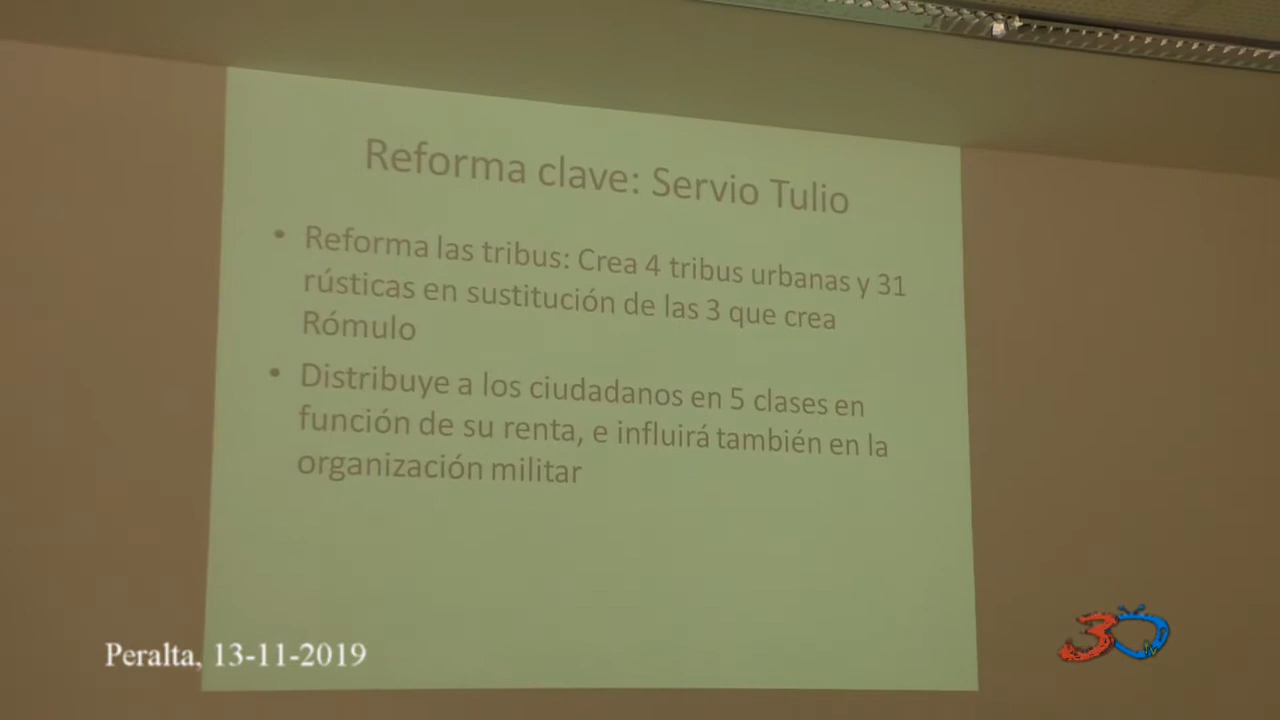 Reforma clave: Servio Tulio
• Reforma las tribus: Crea 4 tribus urbanas y 31
rústicas en sustitución de las 3 que crea
Rómulo
• Distribuye a los ciudadanos en 5 clases en
función de su renta, e influirá también en la
organización militar
Peralta, 13-11-2019
30
tv